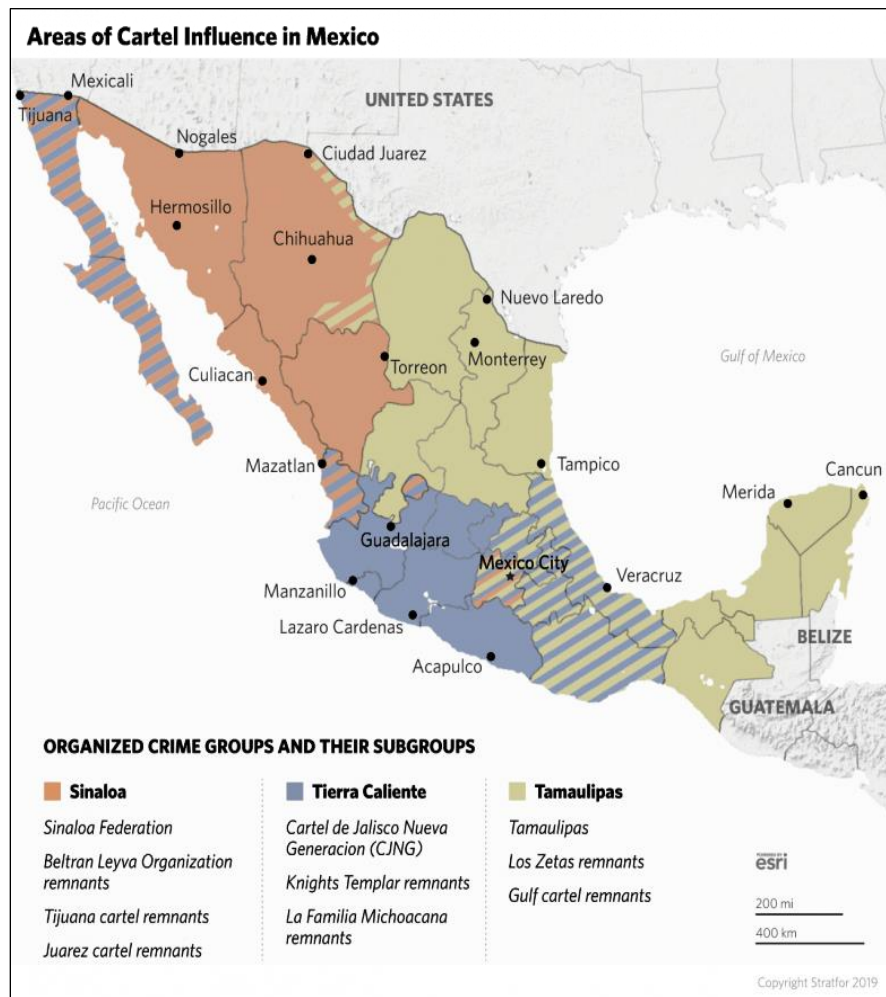 Areas of Cartel Influence in Mexico
Mexicali
UNITED STATES
Tijuana
Nogales
Ciudad Juarez
Hermosillo
Chihuahua
Nuevo Laredo
Monterrey
Torreon
Gulf of Mexico
Culiacan
Mazatlan
Tampico
Cancun
Merida
Pacific Ocean
Guadalajara
Mexico City
Veracruz
Manzanillo
Lazaro Cardenas
BELIZE
Acapulco
GUATEMALA
ORGANIZED CRIME GROUPS AND THEIR SUBGROUPS
Sinaloa
Sinaloa Federation
Beltran Leyva Organization
remnants
Tijuana cartel remnants
Juarez cartel remnants
Tierra Caliente
Cartel de Jalisco Nueva
Generacion (CJNG)
Knights Templar remnants
La Familia Michoacana
remnants
Tamaulipas
Tamaulipas
Los Zetas remnants
Gulf cartel remnants
POWERED BY
esri
200 mi
400 km
Copyright Stratfor 2019